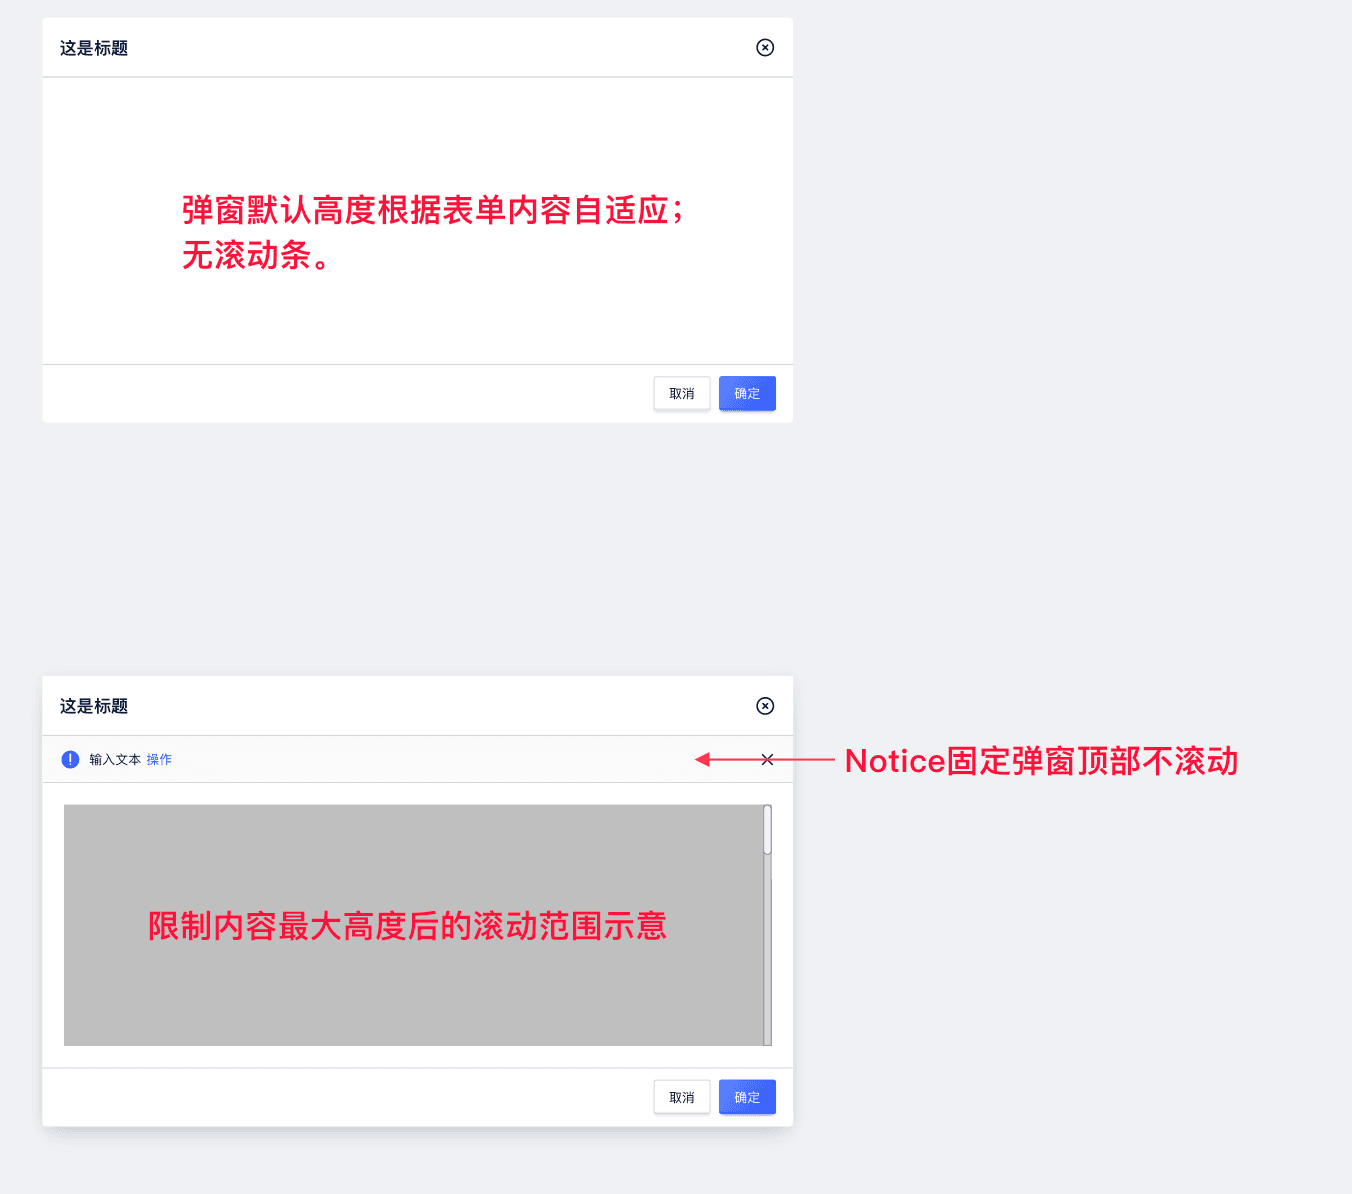 这是标题
弹窗默认高度根据表单内容自适应；
无滚动条。
取消
确定
这是标题
输入文本 操作
Notice固定弹窗顶部不滚动
限制内容最大高度后的滚动范围示意
取消
确定